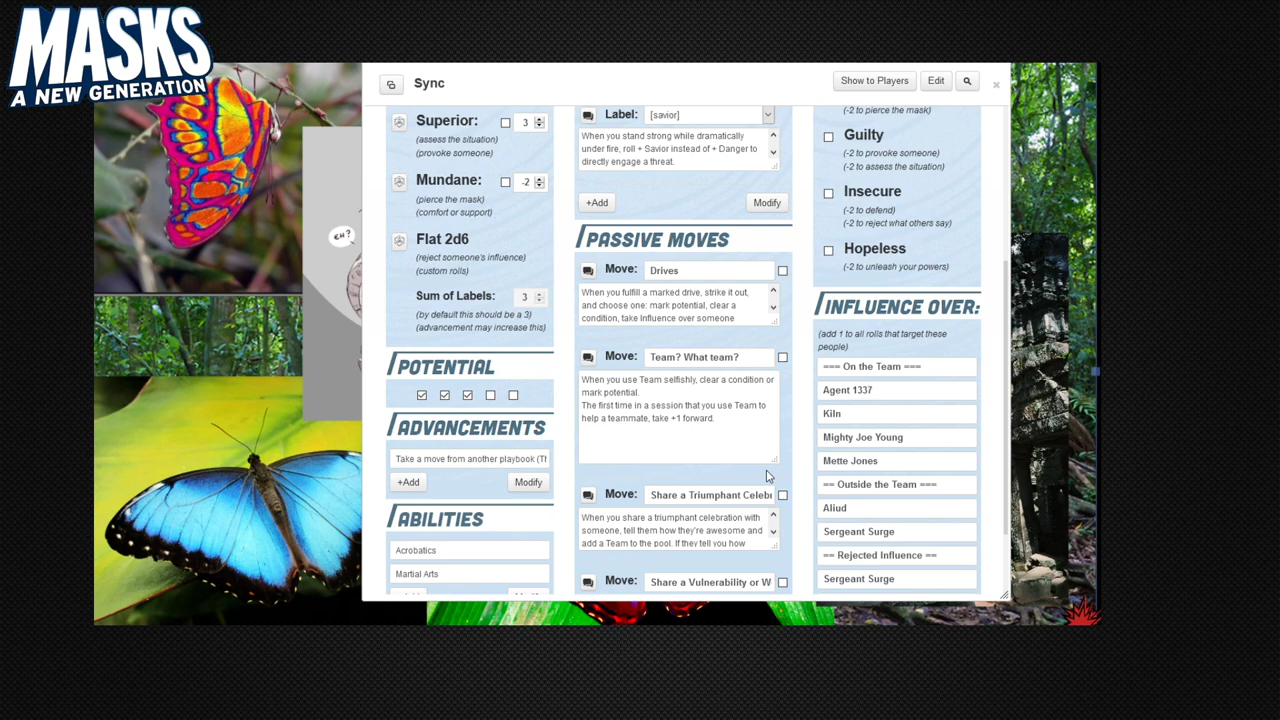 MASKS
A NEW GENERATION
EH?
Sync
Show to Players
Edit
Superior:
3
(assess the situation)
(provoke someone)
Mundane:
-2
(pierce the mask)
(comfort or support)
Flat 2d6
(reject someone's influence)
(custom rolls)
Sum of Labels:
3
(by default this should be a 3)
(advancement may increase this)
POTENTIAL
ADVANCEMENTS
Take a move from another playbook (Th
+Add
Modify
ABILITIES
Acrobatics
Martial Arts
Label:
[savior]
When you stand strong while dramatically
under fire, roll + Savior instead of + Danger to
directly engage a threat.
+Add
Modify
PASSIVE MOVES
Move:
Drives
When you fulfill a marked drive, strike it out,
and choose one: mark potential, clear a
condition, take Influence over someone
Move:
Team? What team?
When you use Team selfishly, clear a condition or
mark potential.
The first time in a session that you use Team to
help a teammate, take +1 forward.
Move:
Share a Triumphant Celebr
When you share a triumphant celebration with
someone, tell them how they're awesome and
add a Team to the pool. If they tell you how
Move:
Share a Vulnerability or W
(-2 to pierce the mask)
Guilty
(-2 to provoke someone)
(-2 to assess the situation)
Insecure
(-2 to defend)
(-2 to reject what others say)
Hopeless
(-2 to unleash your powers)
INFLUENCE OVER:
(add 1 to all rolls that target these
people)
=== On the Team ===
Agent 1337
Kiln
Mighty Joe Young
Mette Jones
== Outside the Team ===
Aliud
Sergeant Surge
== Rejected Influence ==
Sergeant Surge